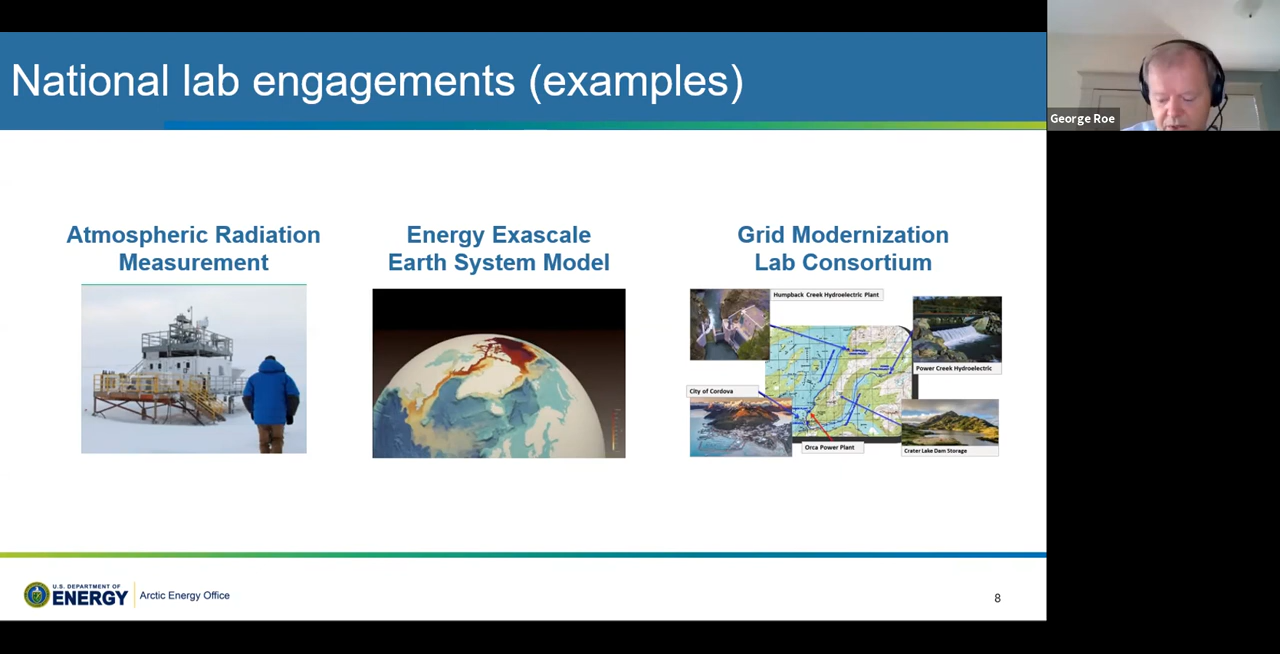 National lab engagements (examples)
George Roe
Atmospheric Radiation
Measurement
Energy Exascale
Earth System Model
Grid Modernization
Lab Consortium
Humpback Creek Hydroelectric Plant
Power Creek Hydroelectric
City of Cordova
Orca Power Plant
Crater Lake Dam Storage
U.S. DEPARTMENT OF
ENERGY
Arctic Energy Office
8